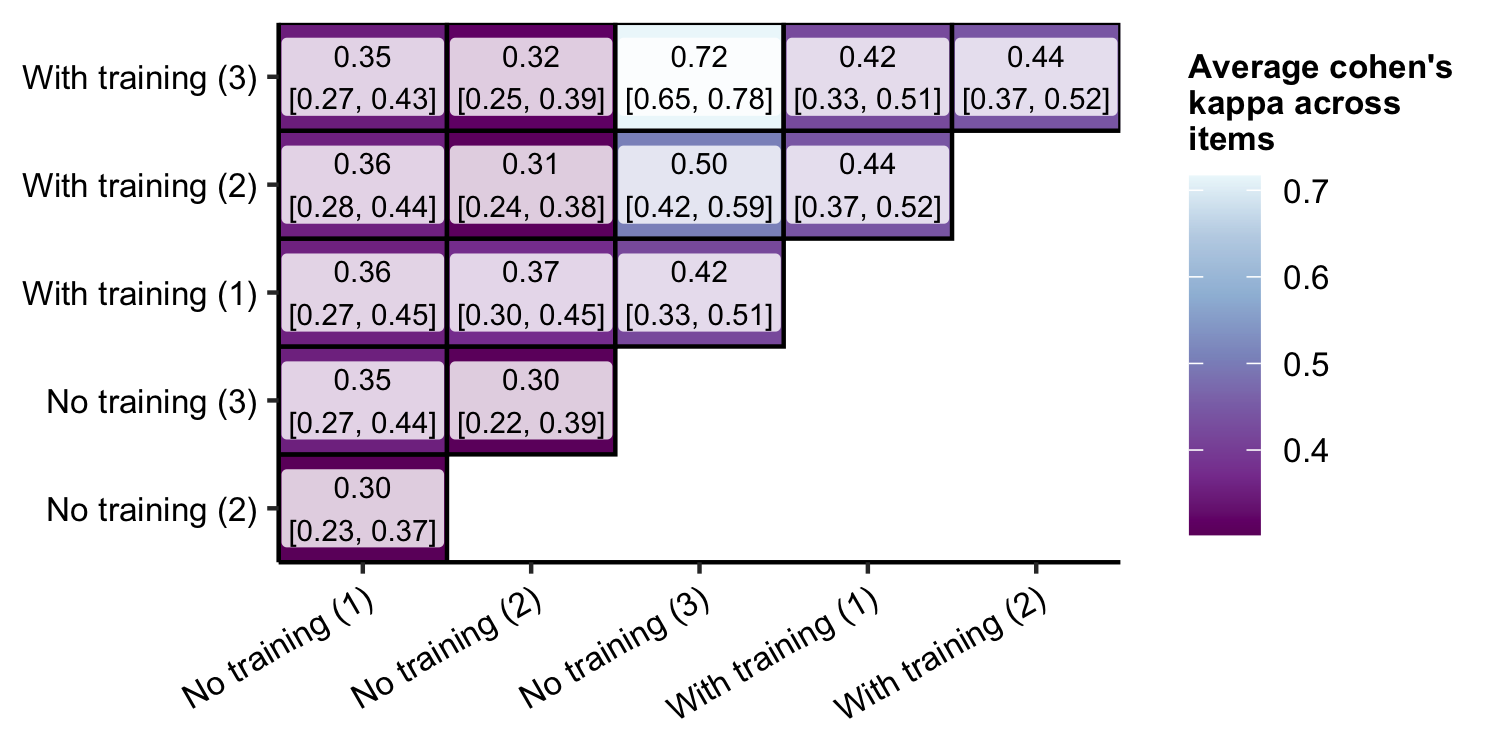 With training (3)
0.35
0.32
0.72
0.42
0.44
[0.27, 0.43]
[0.25, 0.39]
[0.65, 0.78]
[0.33, 0.51]
[0.37, 0.52]
With training (2)
0.36
0.31
0.50
0.44
[0.28, 0.44]
[0.24, 0.38]
[0.42, 0.59]
[0.37, 0.52]
With training (1)
0.36
0.37
0.42
[0.27, 0.45]
[0.30, 0.45]
[0.33, 0.51]
No training (3)
0.35
0.30
[0.27, 0.44]
[0.22, 0.39]
No training (2)
0.30
[0.23, 0.37]
No training (1)
No training (2)
No training (3)
With training (1)
With training (2)
Average cohen's
kappa across
items
0.7
0.6
0.5
0.4